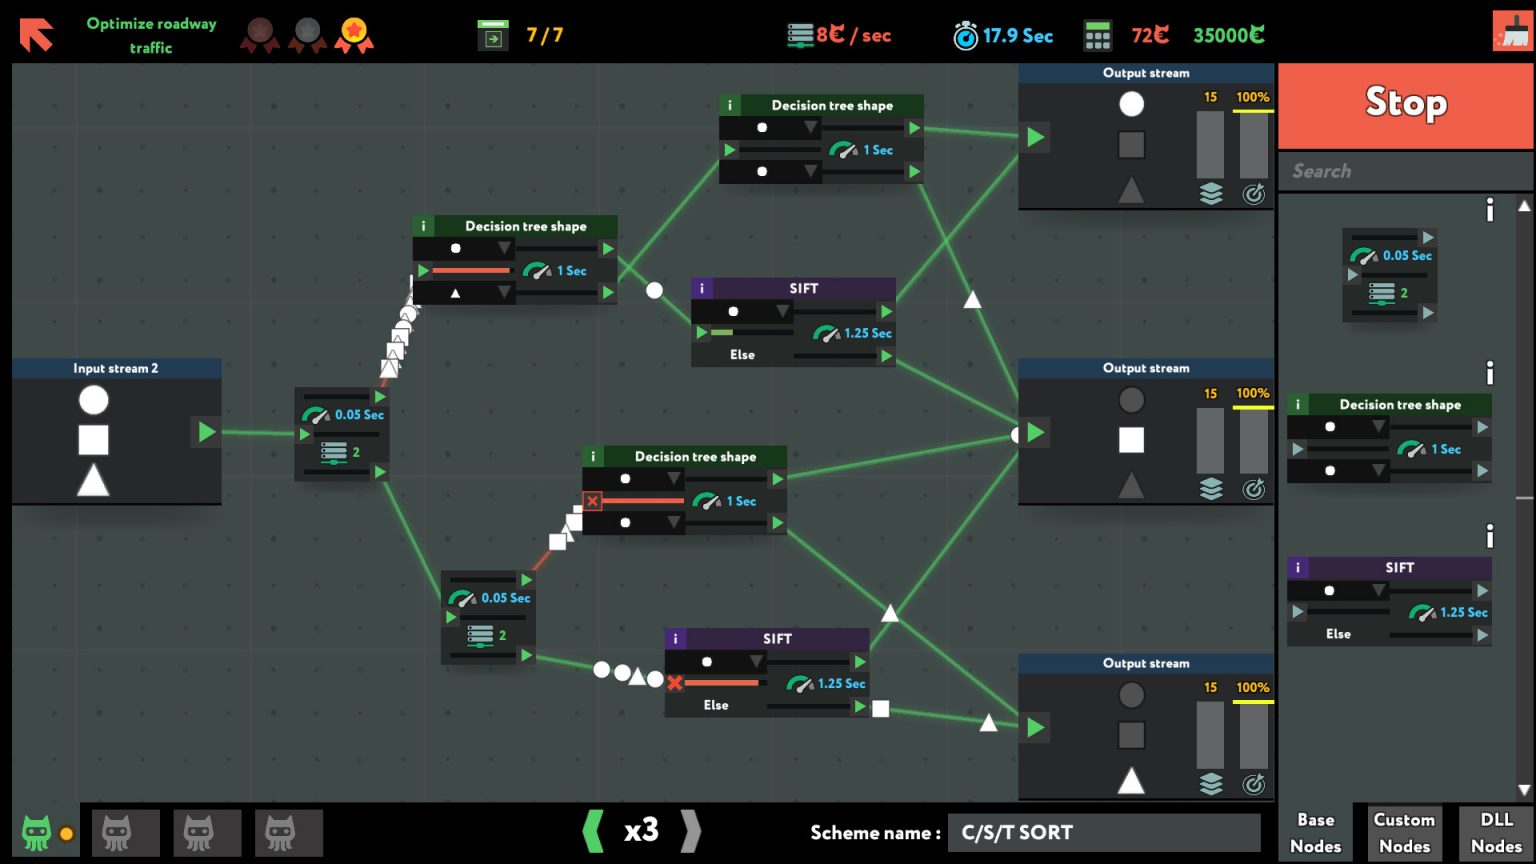 Optimize roadway
traffic
7/7
8€ / sec
17.9 Sec
72€
35000€
Stop
Search
Output stream
15
100%
Decision tree shape
1 Sec
Decision tree shape
1 Sec
SIFT
1.25 Sec
Else
Input stream 2
0.05 Sec
2
Output stream
15
100%
Decision tree shape
1 Sec
0.05 Sec
2
SIFT
1.25 Sec
Else
Output stream
15
100%
i
0.05 Sec
2
i
Decision tree shape
1 Sec
i
SIFT
1.25 Sec
Else
x3
Scheme name :
C/S/T SORT
Base
Nodes
Custom
Nodes
DLL
Nodes